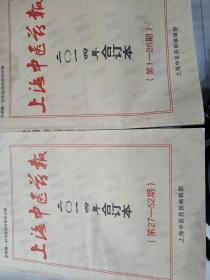 上海中医药报
二〇一四年合订本
(第1—26期)
上海中医药报编辑部
上海中医药报
二〇一四年合订本
(第27—52期)
上海中医药报编辑部